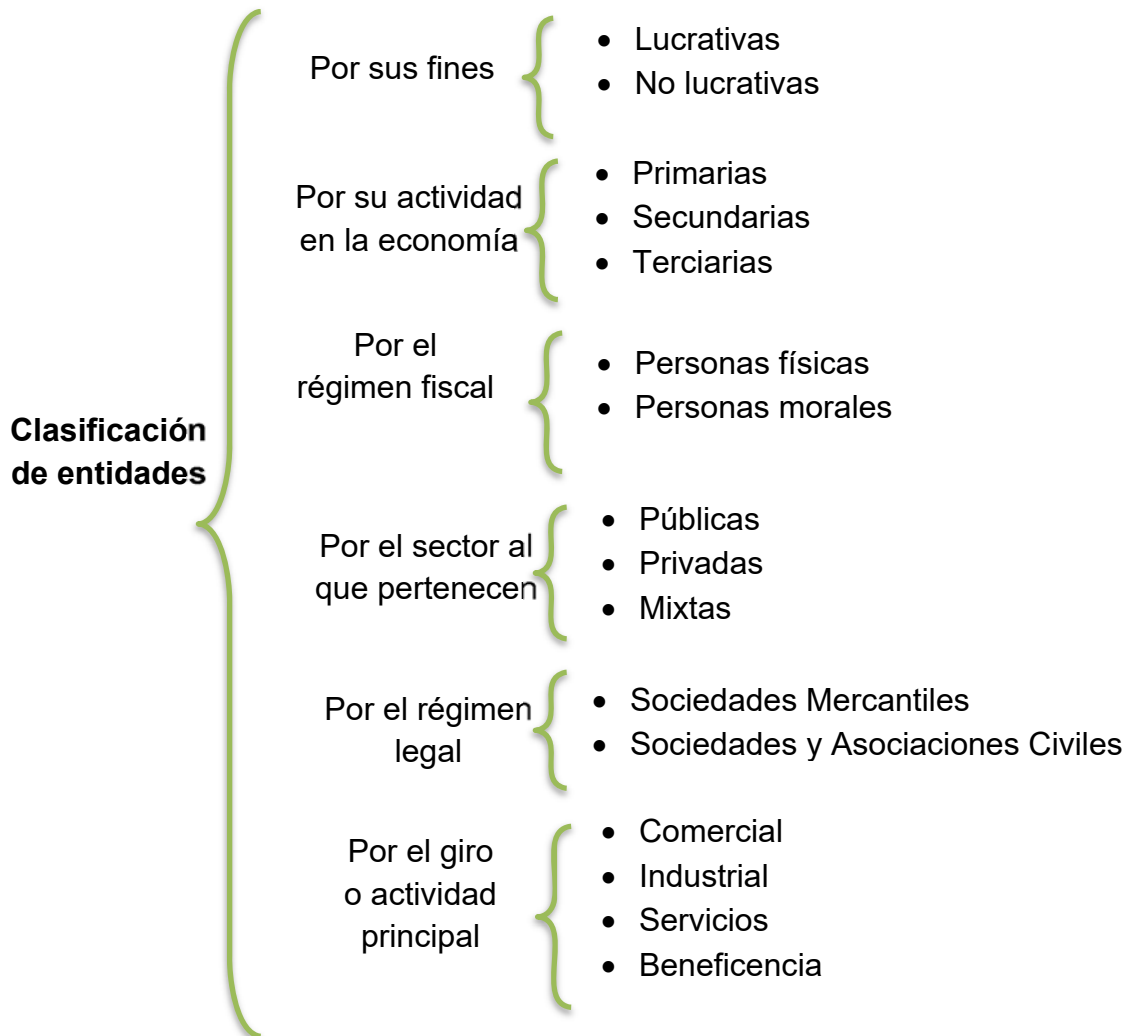 Clasificación
de entidades
Por sus fines
• Lucrativas
• No lucrativas
Por su actividad
en la economía
• Primarias
• Secundarias
• Terciarias
Por el
régimen fiscal
• Personas físicas
• Personas morales
Por el sector al
que pertenecen
• Públicas
• Privadas
• Mixtas
Por el régimen
legal
• Sociedades Mercantiles
• Sociedades y Asociaciones Civiles
Por el giro
o actividad
principal
• Comercial
• Industrial
• Servicios
• Beneficencia